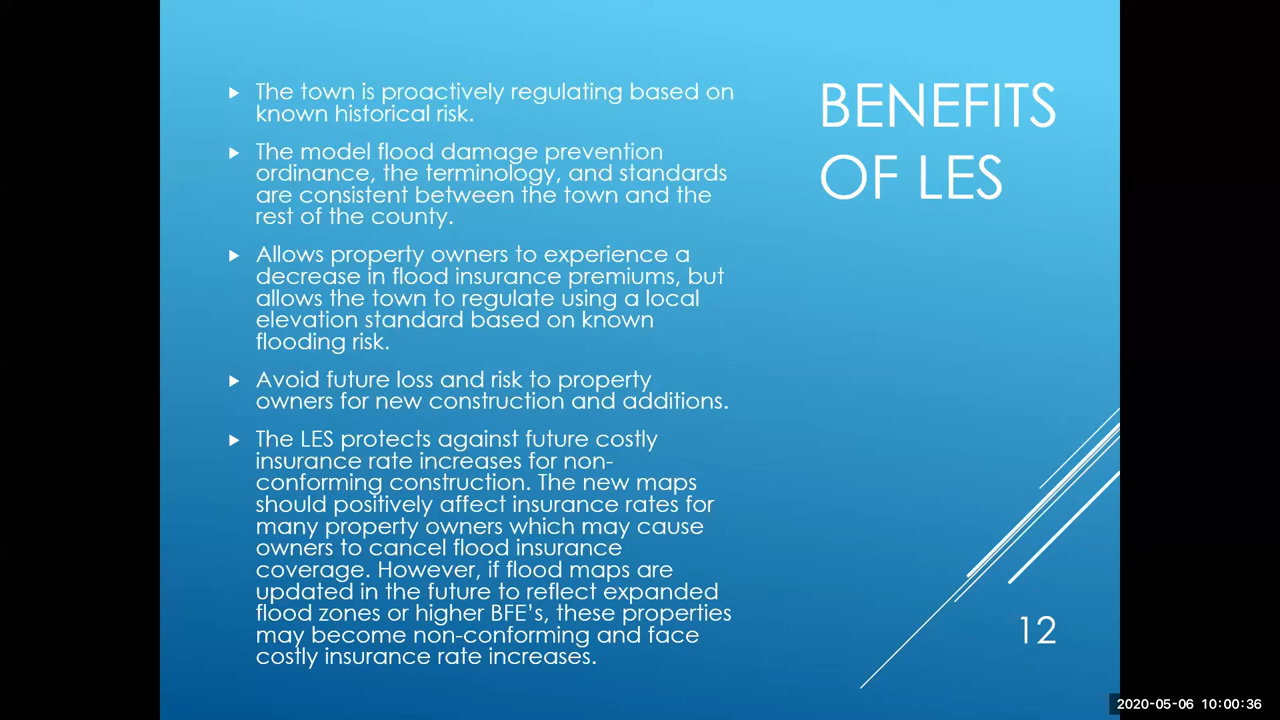 BENEFITS
OF LES
The town is proactively regulating based on
known historical risk.
The model flood damage prevention
ordinance, the terminology, and standards
are consistent between the town and the
rest of the county.
Allows property owners to experience a
decrease in flood insurance premiums, but
allows the town to regulate using a local
elevation standard based on known
flooding risk.
Avoid future loss and risk to property
owners for new construction and additions.
The LES protects against future costly
insurance rate increases for non-
conforming construction. The new maps
should positively affect insurance rates for
many property owners which may cause
owners to cancel flood insurance
coverage. However, if flood maps are
updated in the future to reflect expanded
flood zones or higher BFE’s, these properties
may become non-conforming and face
costly insurance rate increases.
12
2020-05-06 10:00:36